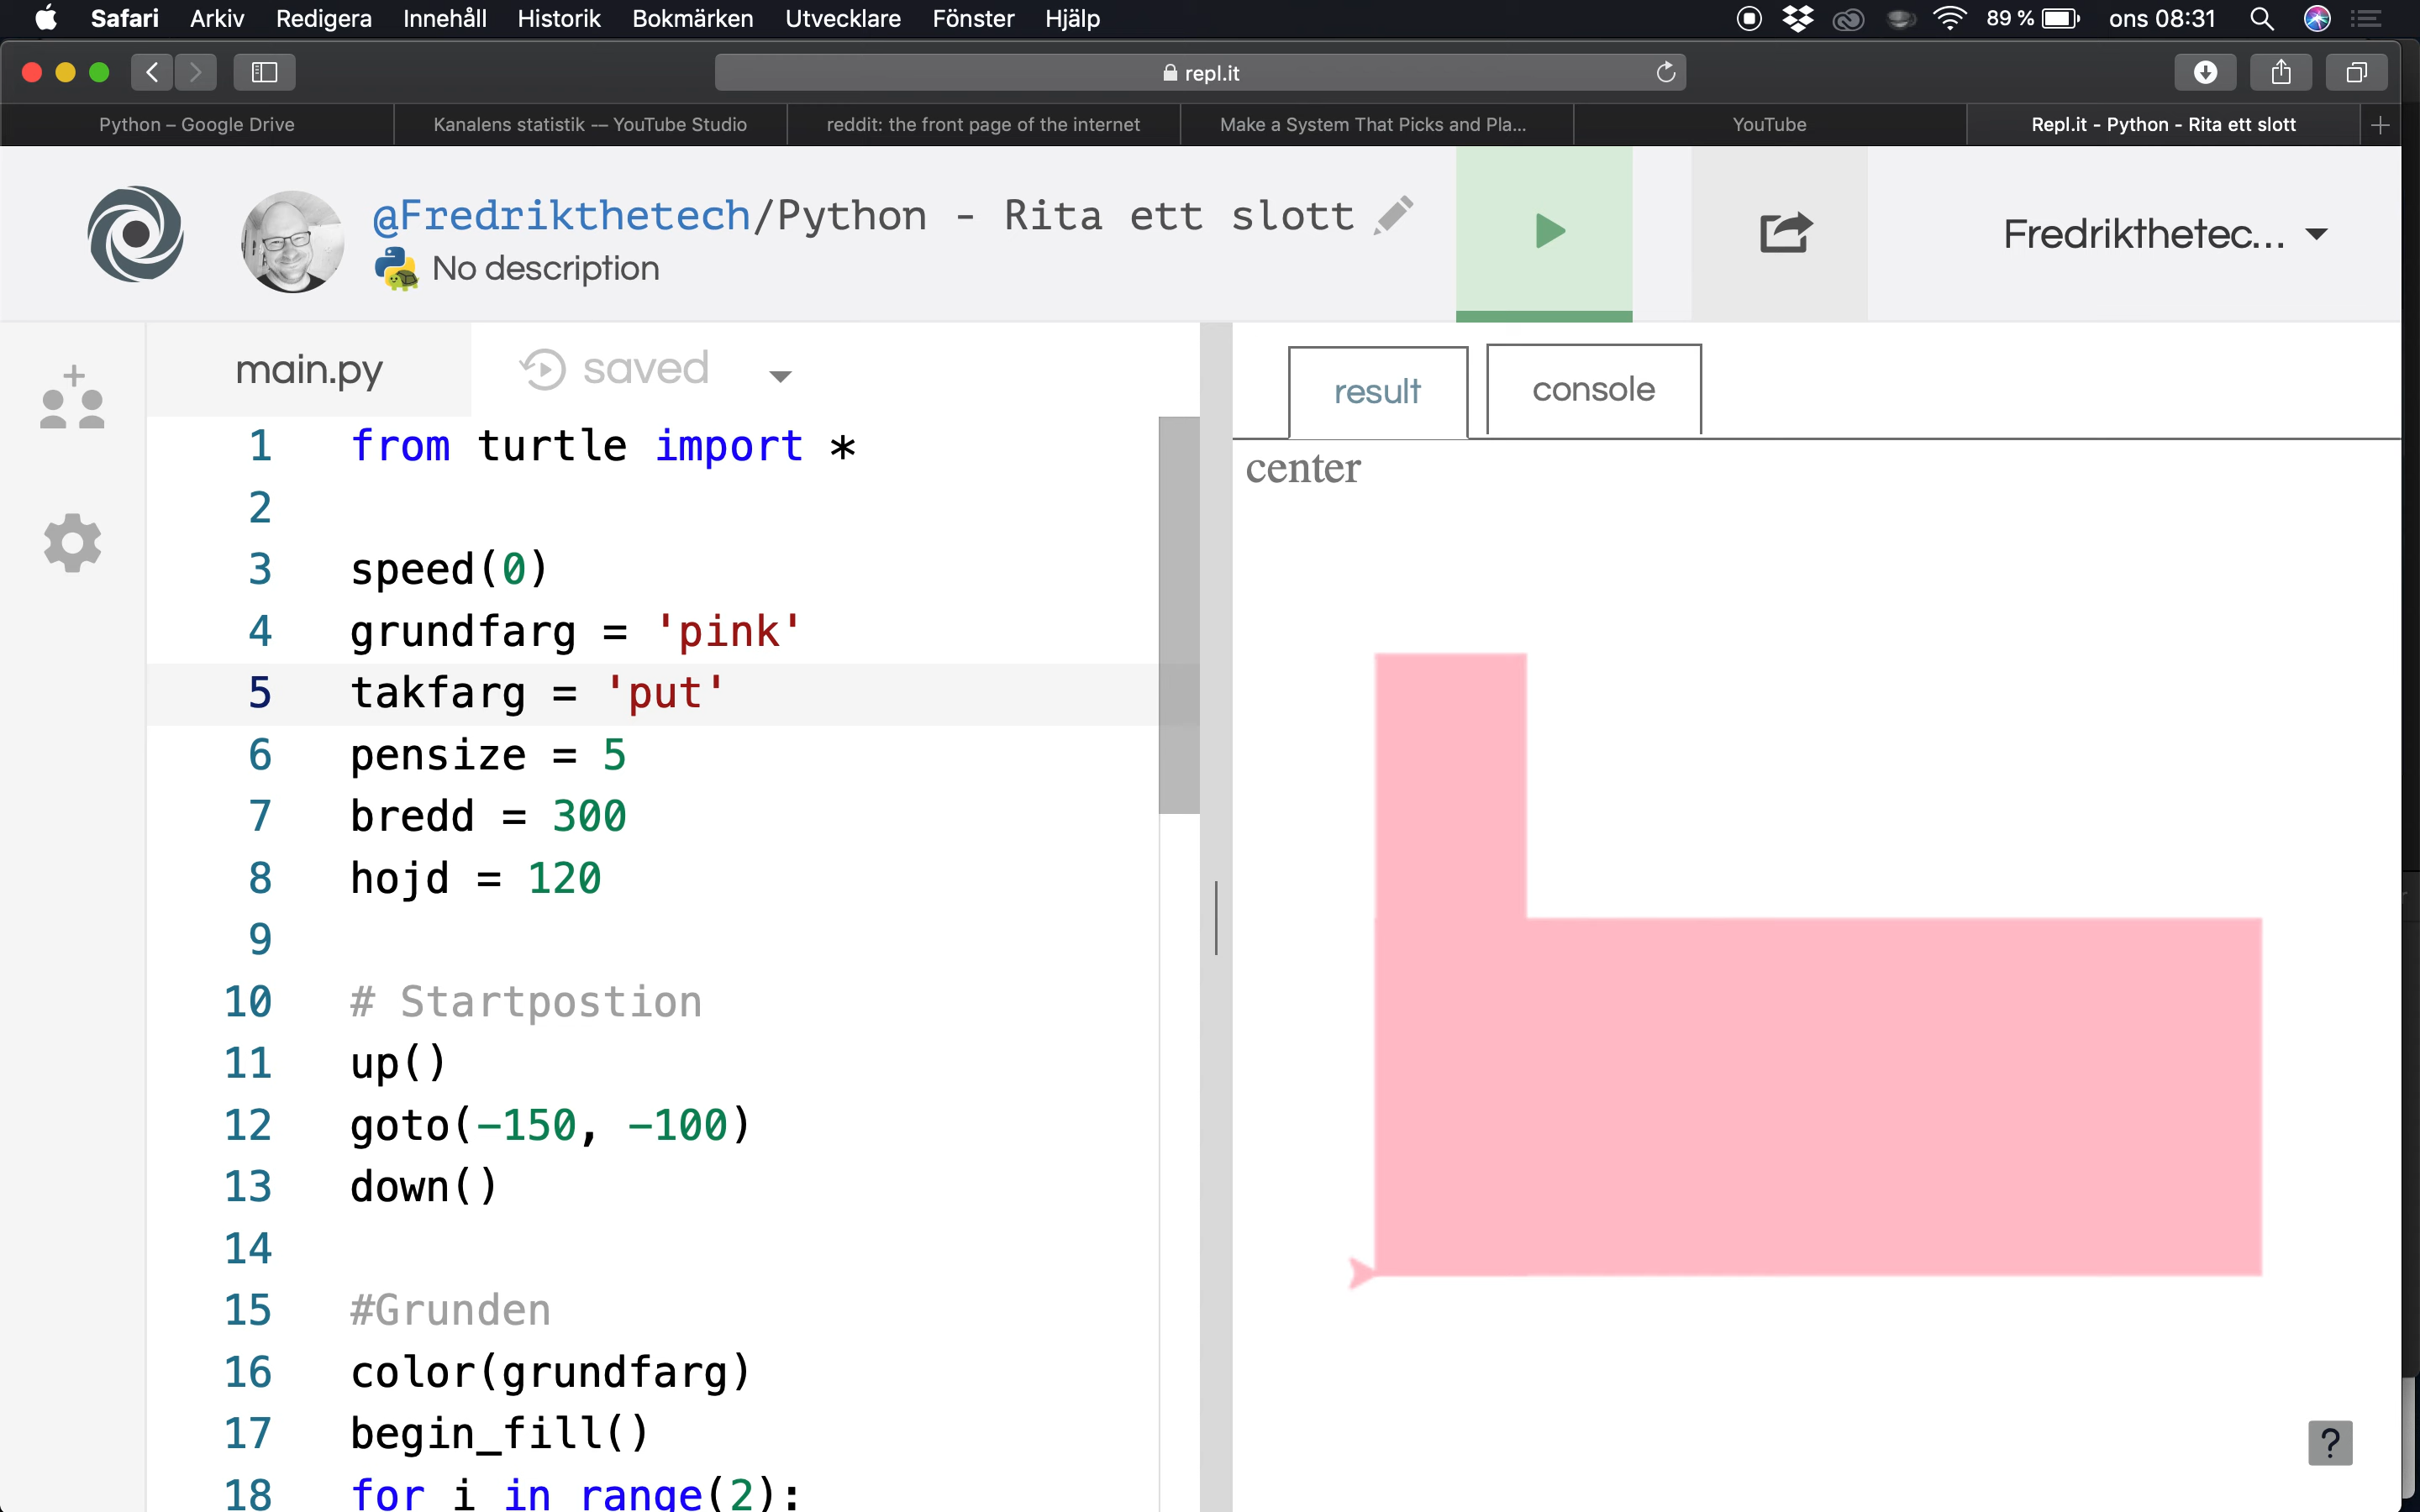 Safari Arkiv Redigera Innehåll Historik Bokmärken Utvecklare Fönster Hjälp 89 % ons 08:31
repl.it
Python – Google Drive
Kanalens statistik -– YouTube Studio
reddit: the front page of the internet
Make a System That Picks and Pla...
YouTube
Repl.it - Python - Rita ett slott
@Fredrikthetech/Python - Rita ett slott
No description
Fredrikthetec...
main.py
saved
1 from turtle import *
2
3 speed(0)
4 grundfarg = 'pink'
5 takfarg = 'put'
6 pensize = 5
7 bredd = 300
8 hojd = 120
9
10 # Startpostion
11 up()
12 goto(-150, -100)
13 down()
14
15 #Grunden
16 color(grundfarg)
17 begin_fill()
18 for i in range(2):
result
console
center
?